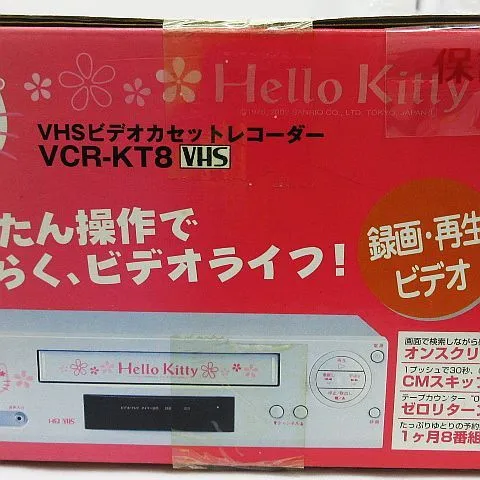 Hello Kitty
VHSビデオカセットレコーダー
VCR-KT8 VHS
たん操作で
らく、ビデオライフ!
録画・再生
ビデオ
Hello Kitty
HQ VHS
画面で検索しながら
オンスクリ
1プッシュで30秒、
CMスキップ
テープカウンター "0
ゼロリターン
たっぷりゆとりの予約
1ヶ月8番組